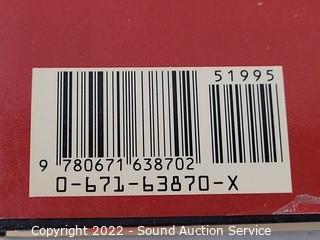 51995
9 780671 638702
0-671-63870-X
Copyright 2022 - Sound Auction Service